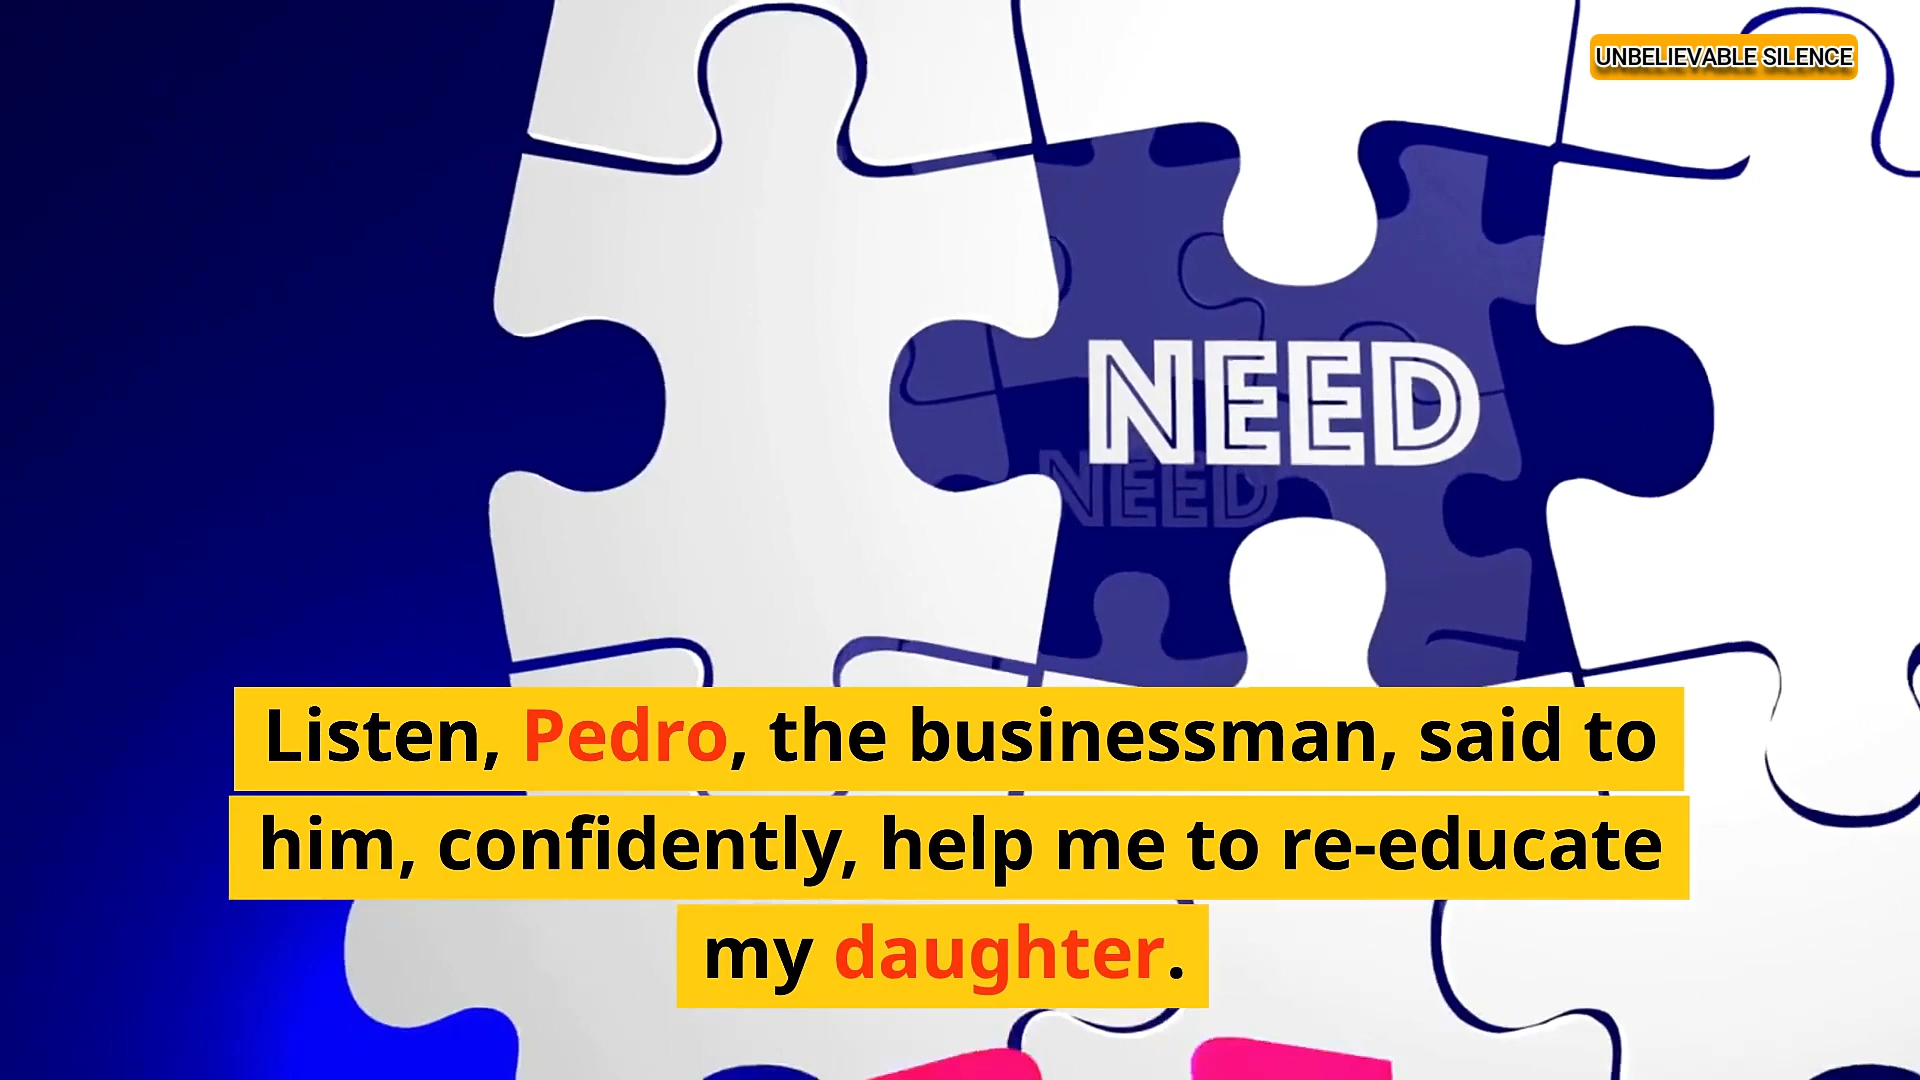 UNBELIEVABLE SILENCE
NEED
NEED
Listen, Pedro, the businessman, said to
him, confidently, help me to re-educate
my daughter.